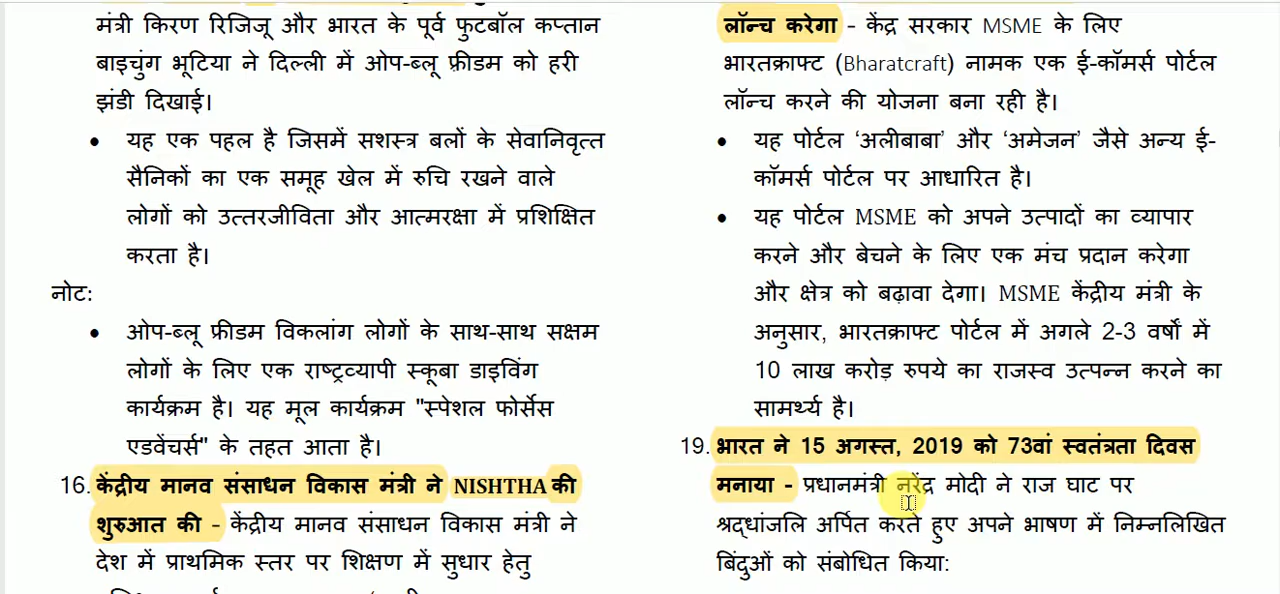 मंत्री किरण रिजिजू और भारत के पूर्व फुटबॉल कप्तान
बाइचुंग भूटिया ने दिल्ली में ओप-ब्लू फ्रीडम को हरी
झंडी दिखाई।
• यह एक पहल है जिसमें सशस्त्र बलों के सेवानिवृत्त
सैनिकों का एक समूह खेल में रुचि रखने वाले
लोगों को उत्तरजीविता और आत्मरक्षा में प्रशिक्षित
करता है।
नोट:
• ओप-ब्लू फ्रीडम विकलांग लोगों के साथ-साथ सक्षम
लोगों के लिए एक राष्ट्रव्यापी स्कूबा डाइविंग
कार्यक्रम है। यह मूल कार्यक्रम "स्पेशल फोर्सेस
एडवेंचर्स" के तहत आता है।
16. केंद्रीय मानव संसाधन विकास मंत्री ने NISHTHA की
शुरुआत की - केंद्रीय मानव संसाधन विकास मंत्री ने
देश में प्राथमिक स्तर पर शिक्षण में सुधार हेतु
लॉन्च करेगा - केंद्र सरकार MSME के लिए
भारतक्राफ्ट (Bharatcraft) नामक एक ई-कॉमर्स पोर्टल
लॉन्च करने की योजना बना रही है।
• यह पोर्टल ‘अलीबाबा’ और ‘अमेजन’ जैसे अन्य ई-
कॉमर्स पोर्टल पर आधारित है।
• यह पोर्टल MSME को अपने उत्पादों का व्यापार
करने और बेचने के लिए एक मंच प्रदान करेगा
और क्षेत्र को बढ़ावा देगा। MSME केंद्रीय मंत्री के
अनुसार, भारतक्राफ्ट पोर्टल में अगले 2-3 वर्षों में
10 लाख करोड़ रुपये का राजस्व उत्पन्न करने का
सामर्थ्य है।
19. भारत ने 15 अगस्त, 2019 को 73वां स्वतंत्रता दिवस
मनाया - प्रधानमंत्री नरेंद्र मोदी ने राज घाट पर
श्रद्धांजलि अर्पित करते हुए अपने भाषण में निम्नलिखित
बिंदुओं को संबोधित किया: